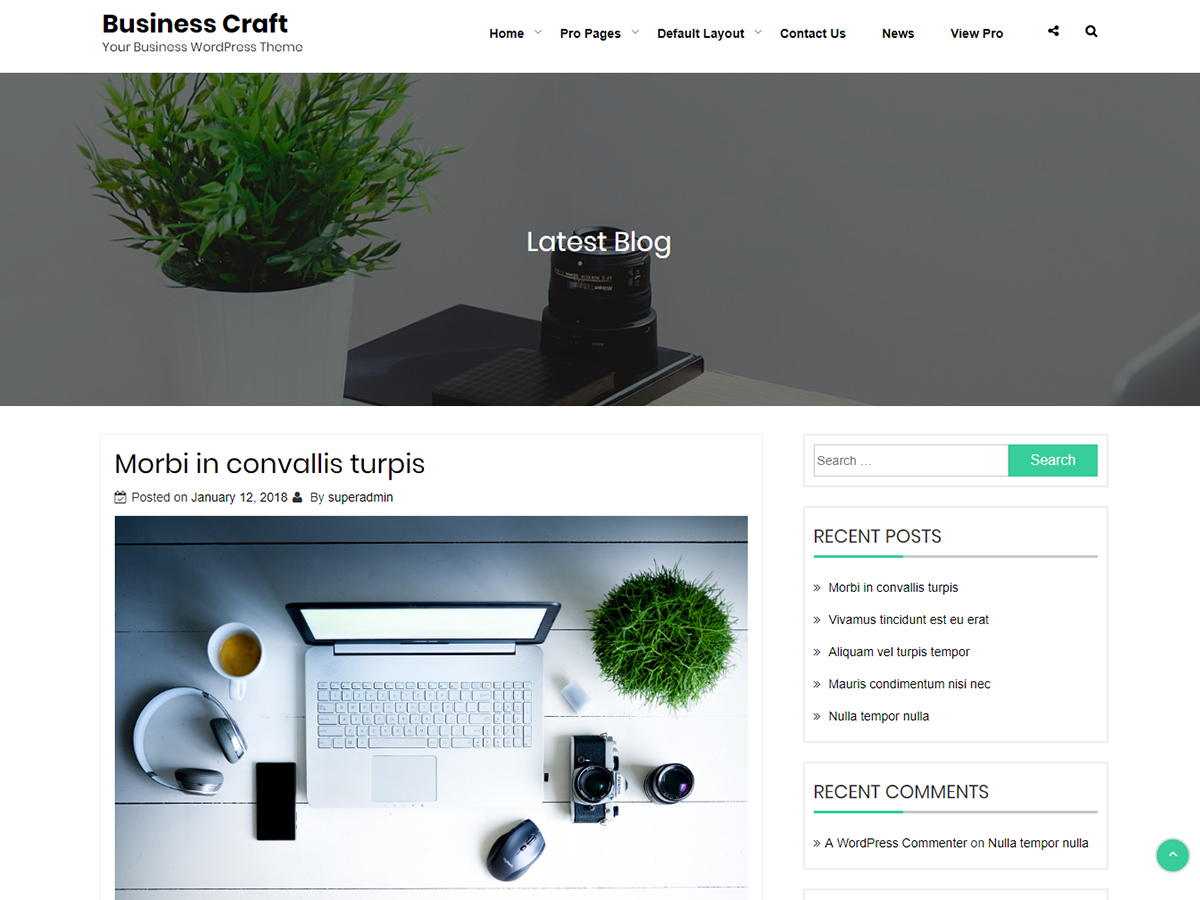 Business Craft
Your Business WordPress Theme
Home Pro Pages Default Layout Contact Us News View Pro
Latest Blog
Morbi in convallis turpis
Posted on January 12, 2018 By superadmin
Search …
Search
RECENT POSTS
» Morbi in convallis turpis
» Vivamus tincidunt est eu erat
» Aliquam vel turpis tempor
» Mauris condimentum nisi nec
» Nulla tempor nulla
RECENT COMMENTS
» A WordPress Commenter on Nulla tempor nulla